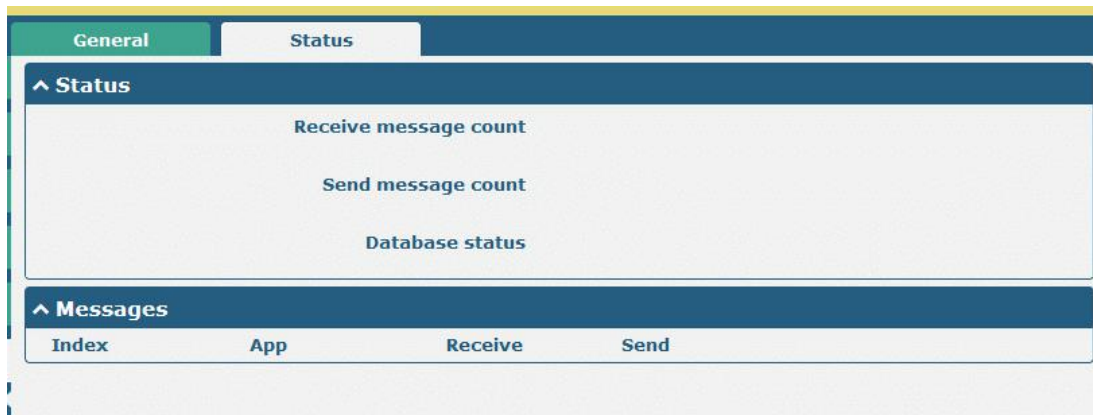 General Status
Status
Receive message count
Send message count
Database status
Messages
Index App Receive Send